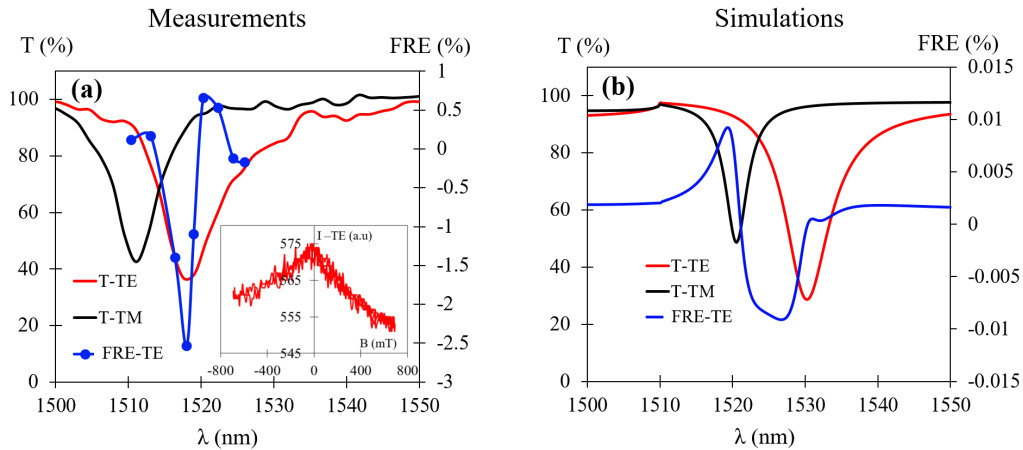 Measurements
Simulations
T (%)
FRE (%)
T (%)
FRE (%)
(a)
100
80
60
40
20
0
1
0.5
0
-0.5
-1
-1.5
-2
-2.5
-3
T-TE
T-TM
FRE-TE
I –TE (a.u)
575
565
555
545
B (mT)
-800
-400
0
400
800
1500
1510
1520
1530
1540
1550
λ (nm)
(b)
100
80
60
40
20
0
0.015
0.01
0.005
0
-0.005
-0.01
-0.015
T-TE
T-TM
FRE-TE
1500
1510
1520
1530
1540
1550
λ (nm)